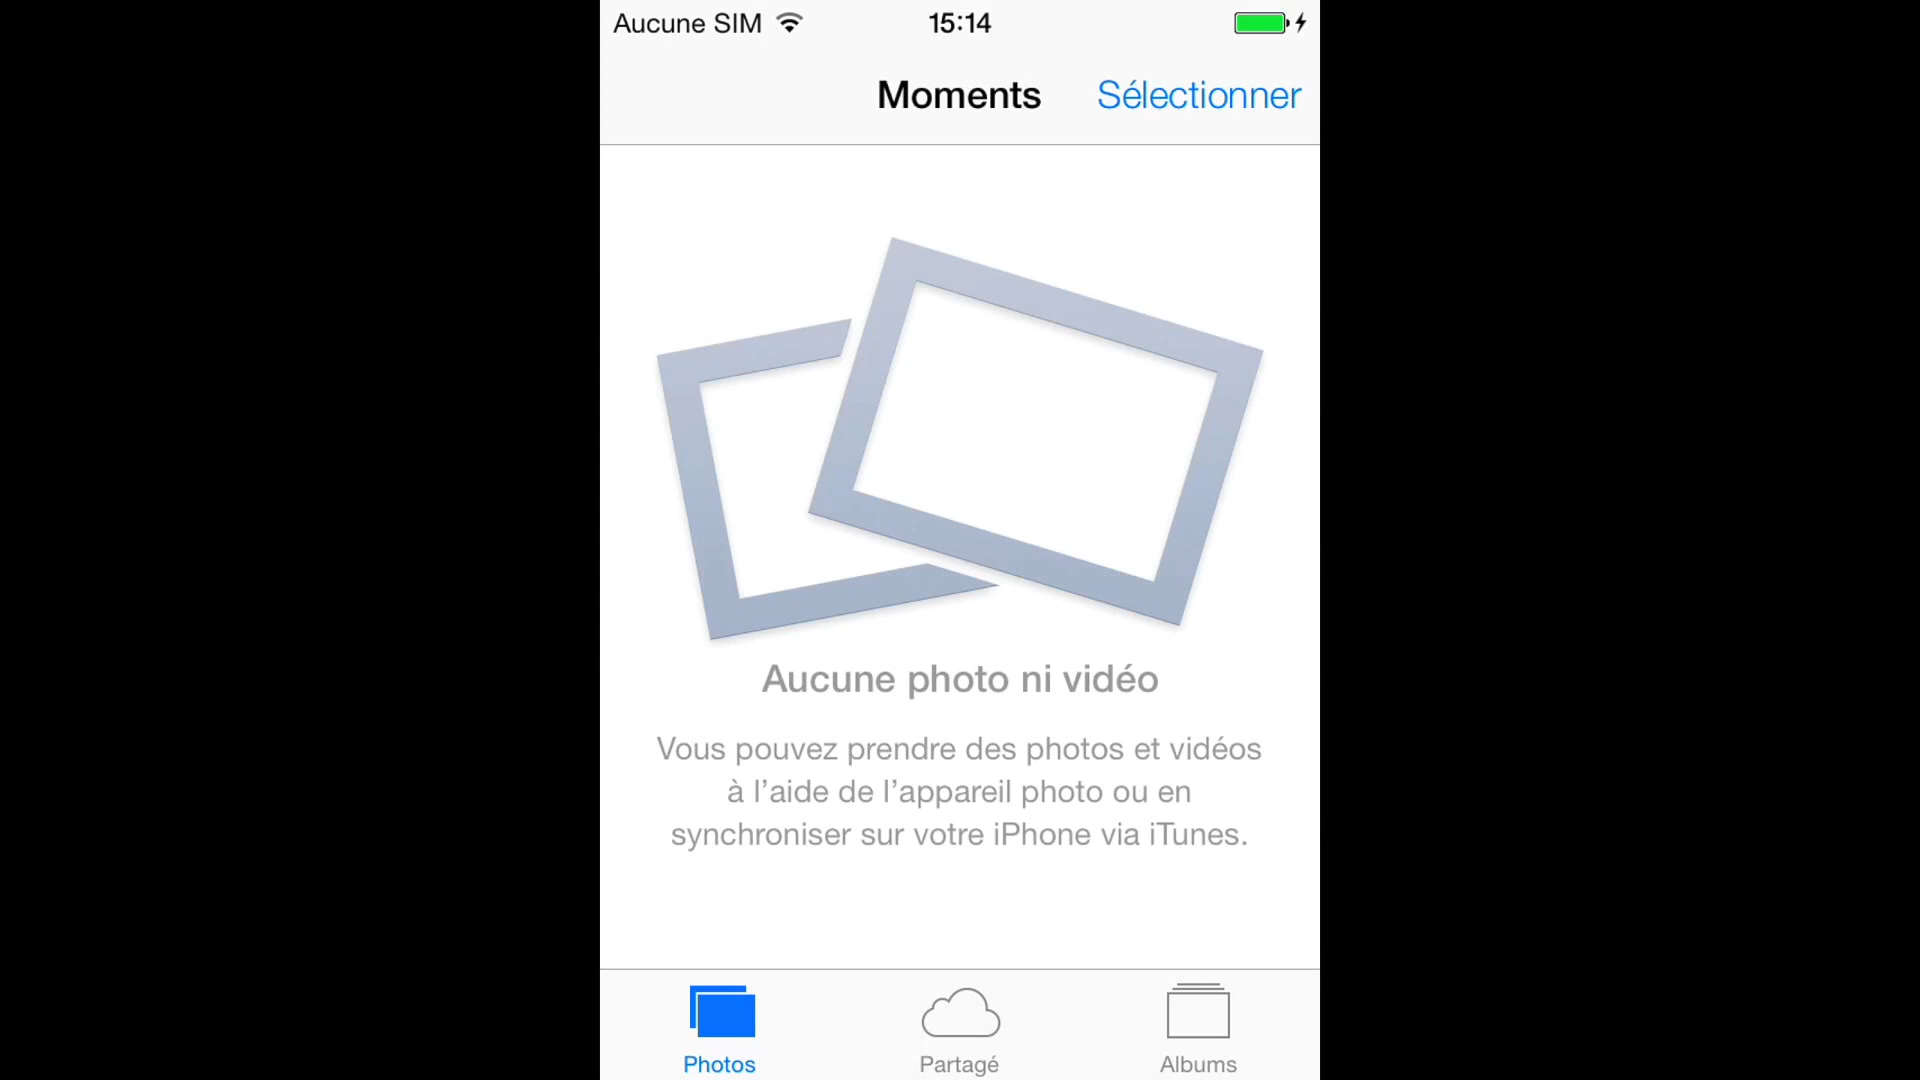 Aucune SIM 15:14
Moments Sélectionner
Aucune photo ni vidéo
Vous pouvez prendre des photos et vidéos
à l’aide de l’appareil photo ou en
synchroniser sur votre iPhone via iTunes.
Photos Partagé Albums